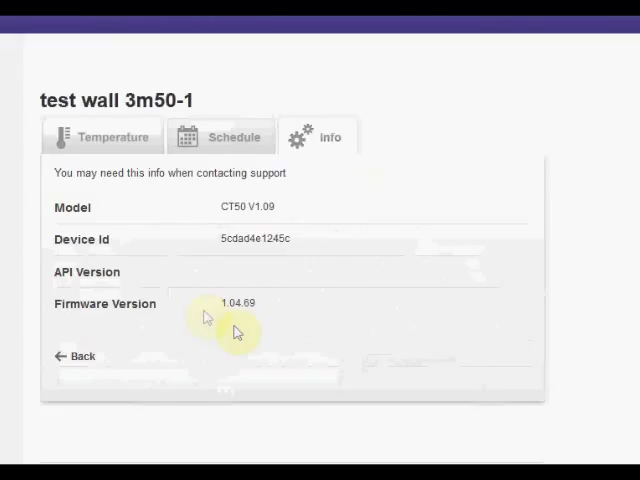 test wall 3m50-1
Temperature Schedule Info
You may need this info when contacting support
Model CT50 V1.09
Device Id 5cdad4e1245c
API Version
Firmware Version 1.04.69
Back